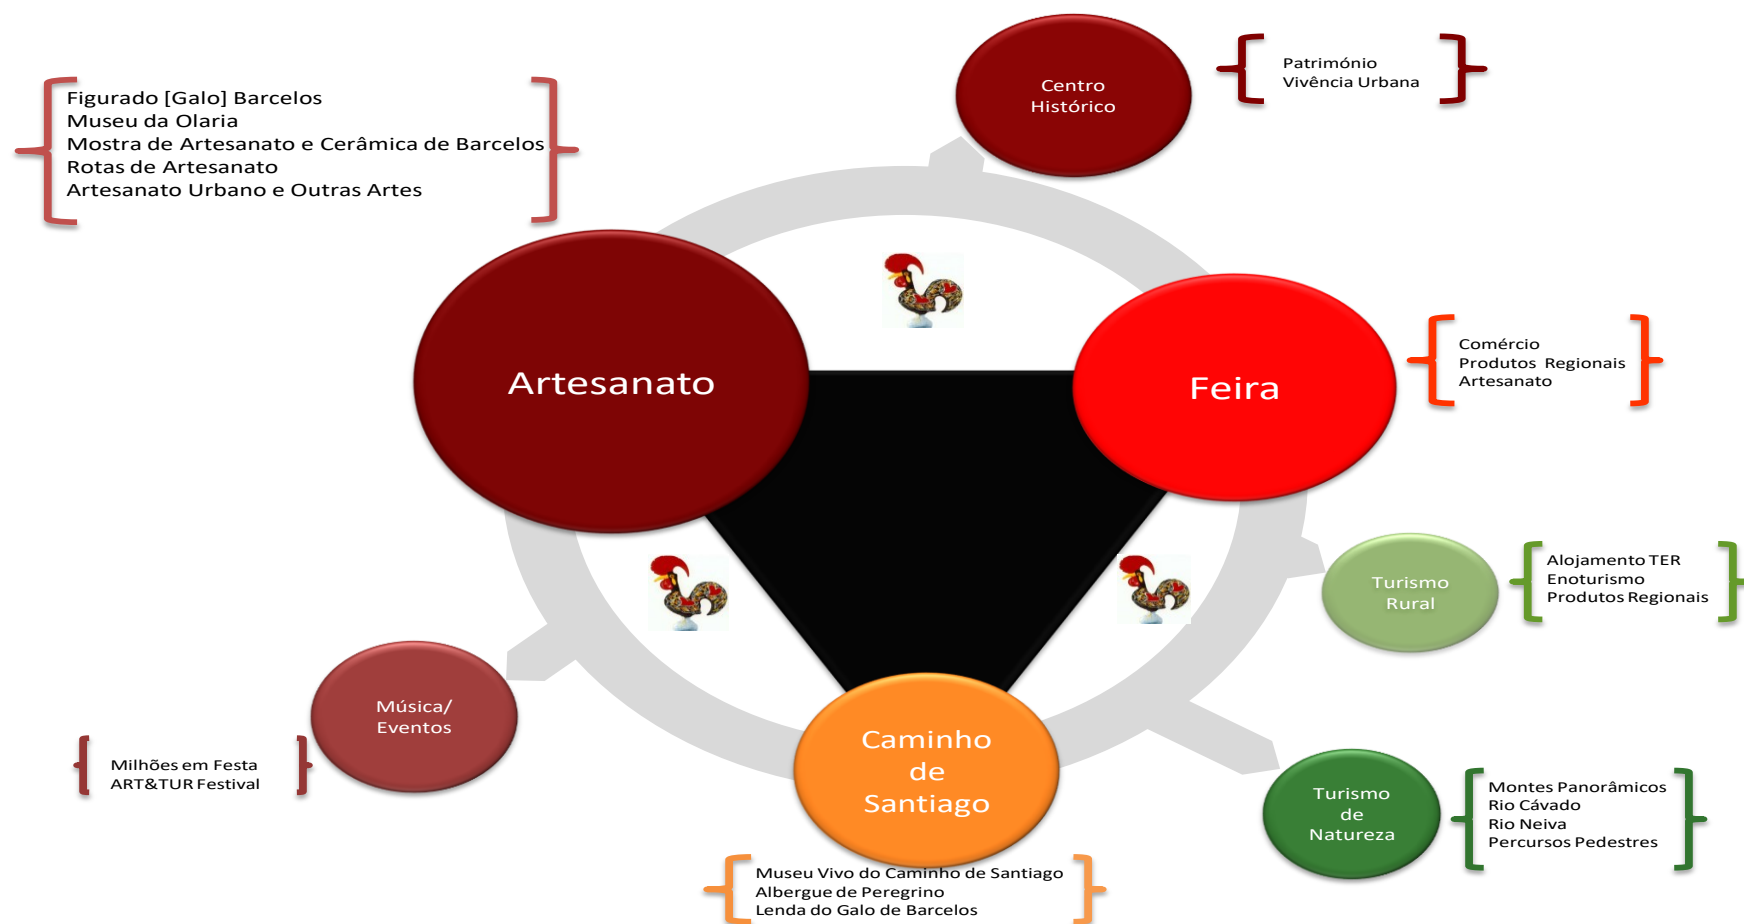 Centro
Histórico
Património
Vivência Urbana
Figurado [Galo] Barcelos
Museu da Olaria
Mostra de Artesanato e Cerâmica de Barcelos
Rotas de Artesanato
Artesanato Urbano e Outras Artes
Artesanato
Feira
Comércio
Produtos Regionais
Artesanato
Turismo
Rural
Alojamento TER
Enoturismo
Produtos Regionais
Música/
Eventos
Milhões em Festa
ART&TUR Festival
Caminho
de
Santiago
Museu Vivo do Caminho de Santiago
Albergue de Peregrino
Lenda do Galo de Barcelos
Turismo
de
Natureza
Montes Panorâmicos
Rio Cávado
Rio Neiva
Percursos Pedestres